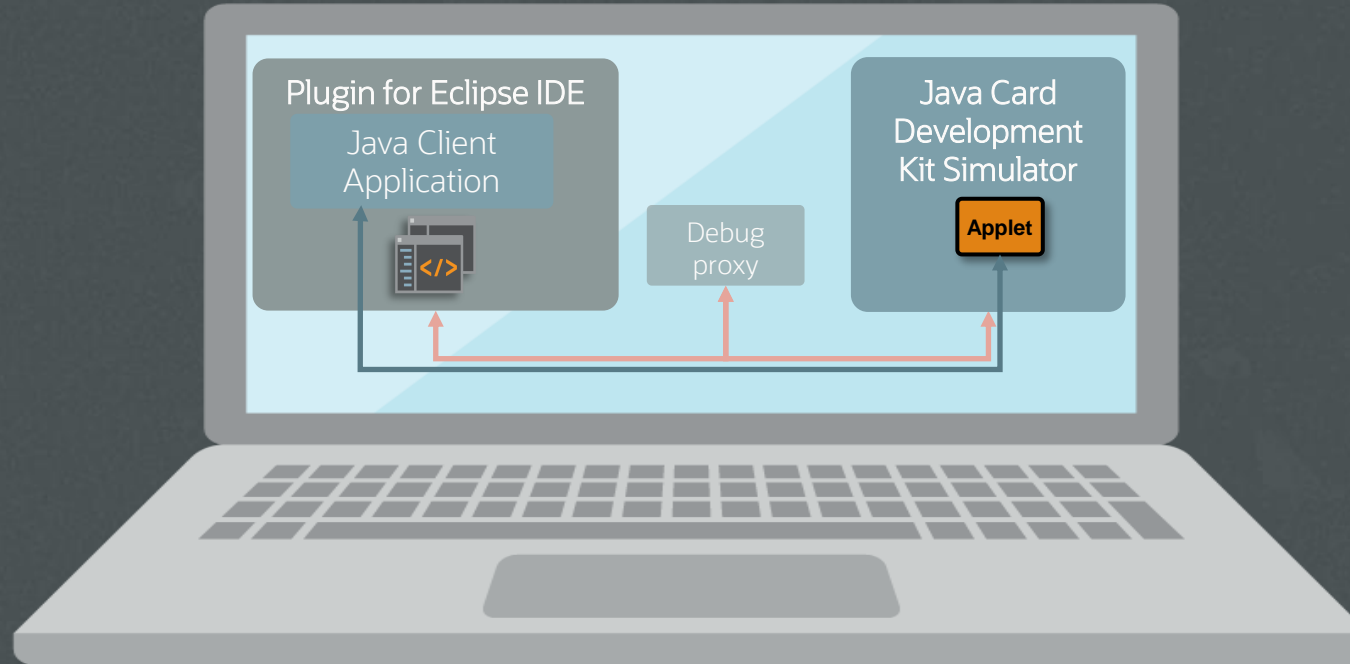 Plugin for Eclipse IDE
Java Client
Application
</>
Debug
proxy
Java Card
Development
Kit Simulator
Applet